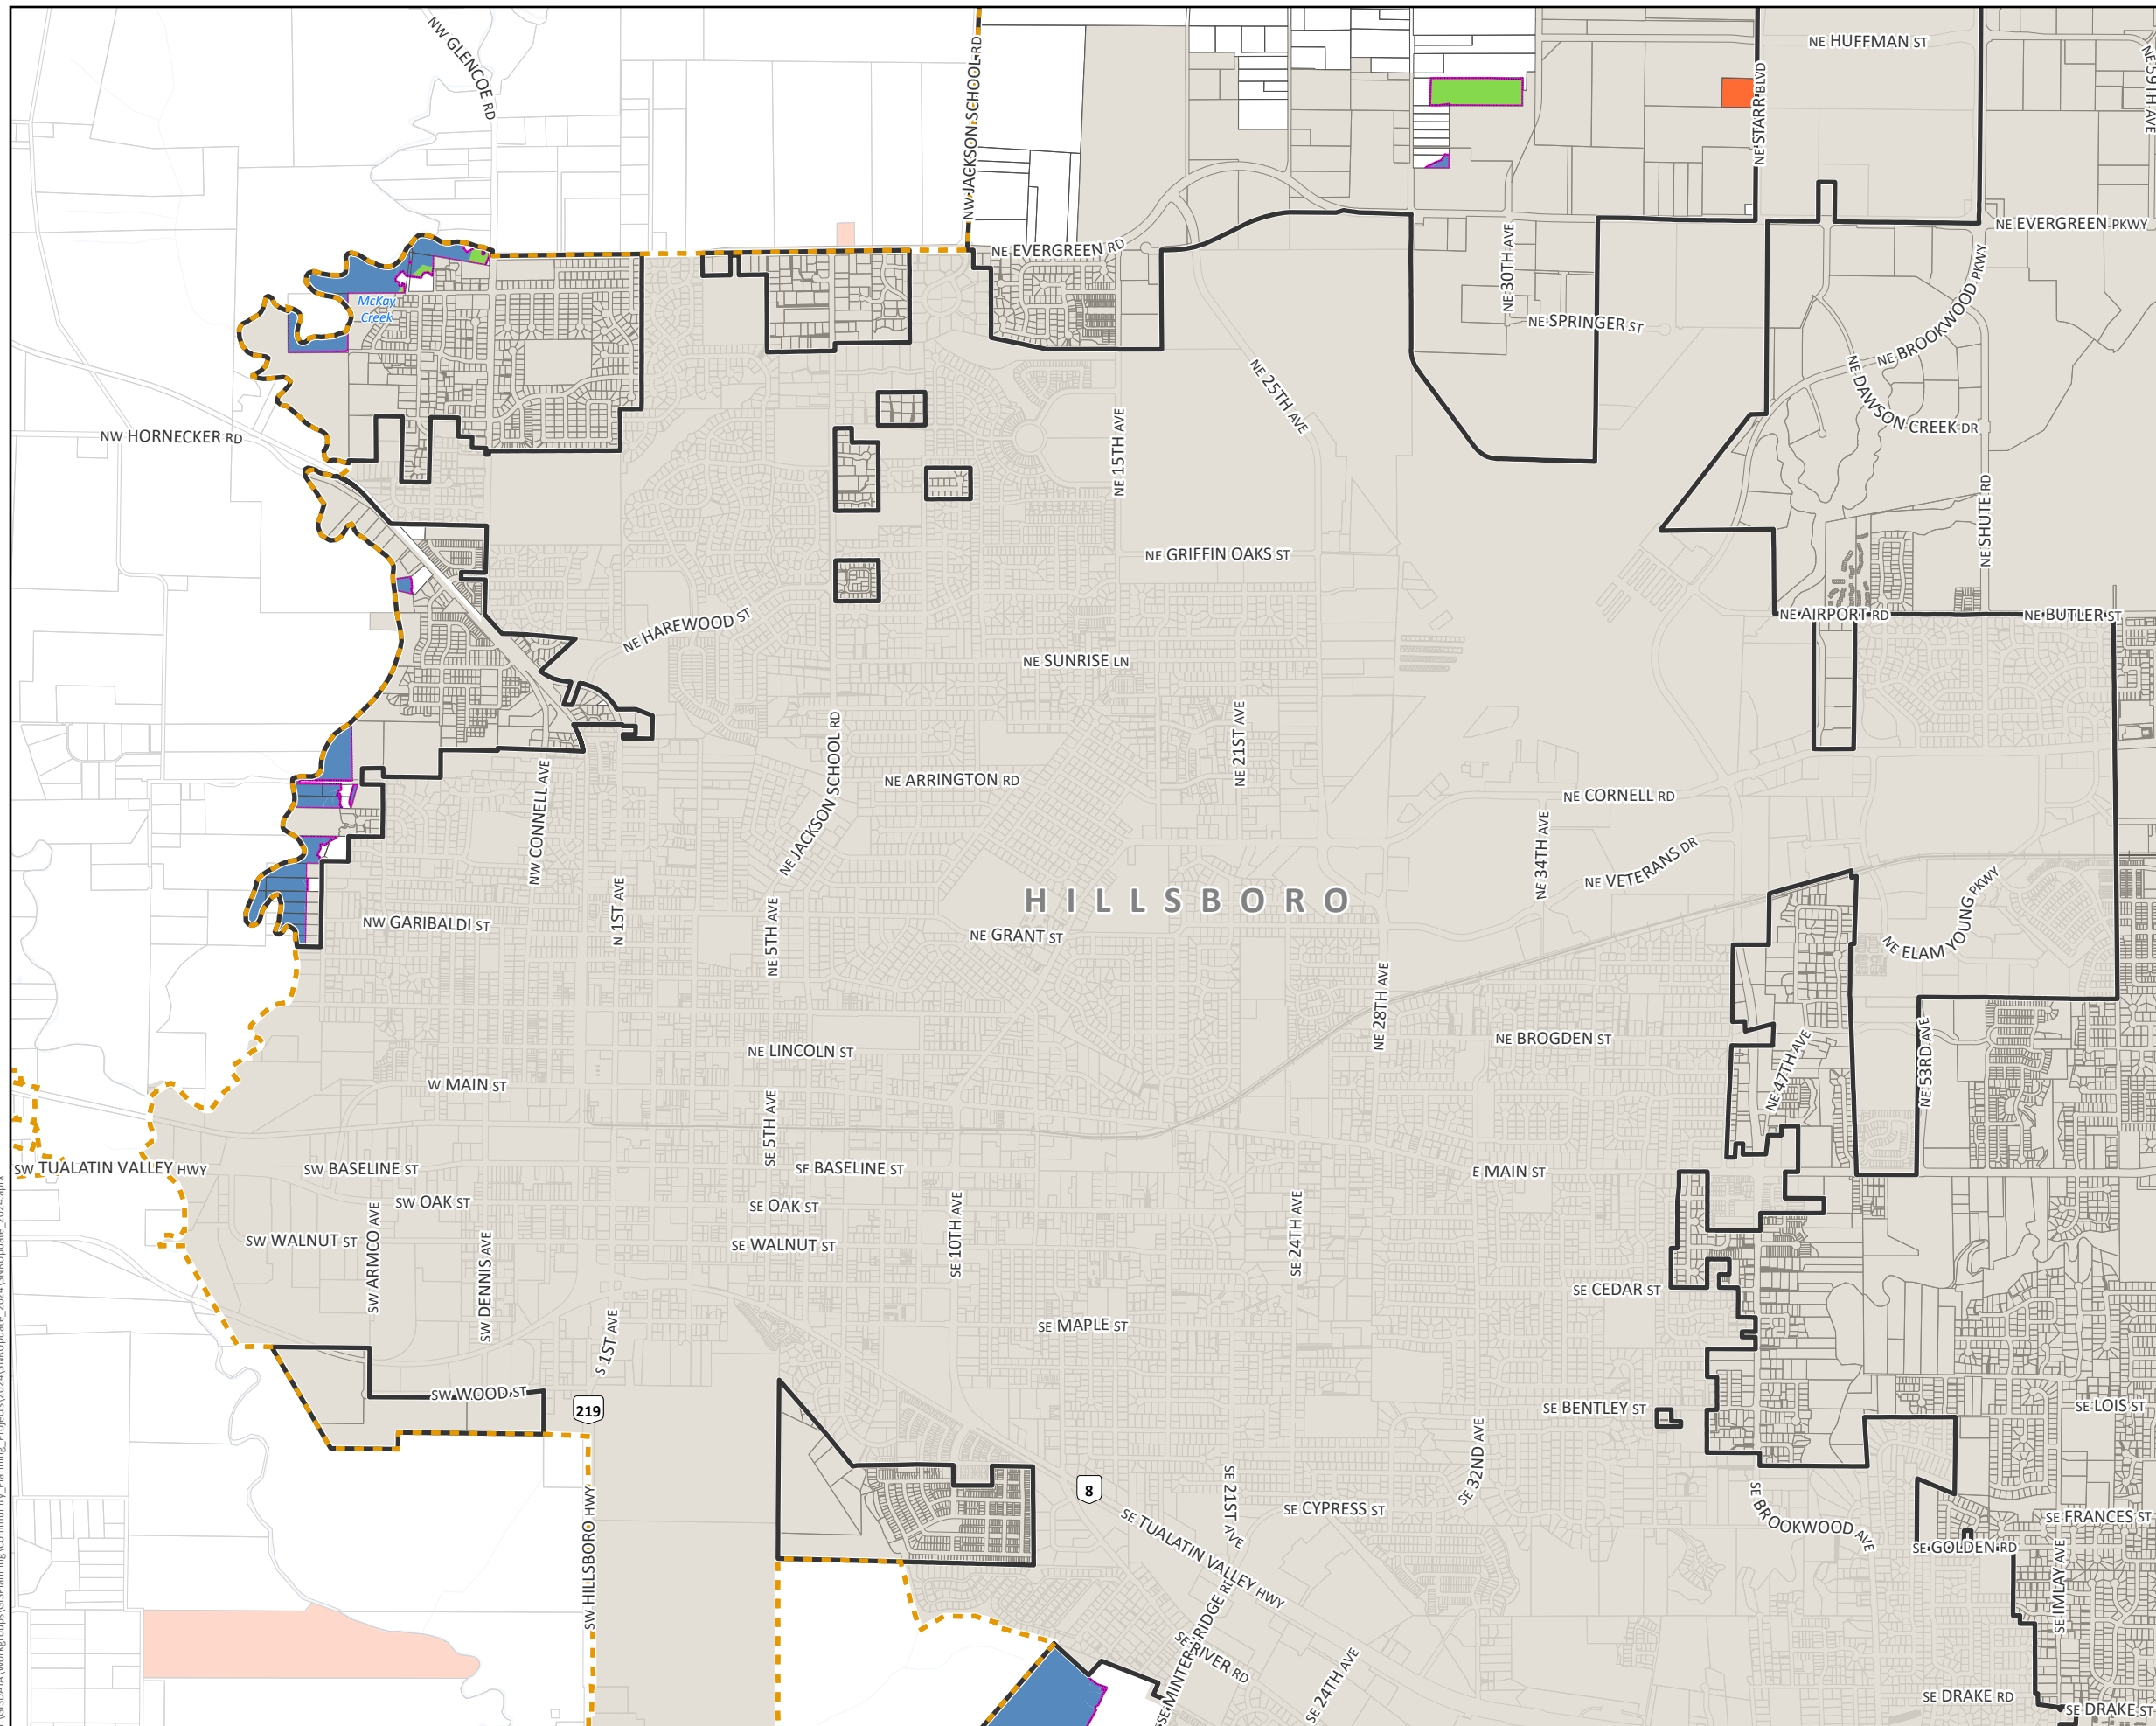 NW GLENCOE RD
NW JACKSON SCHOOL RD
NE HUFFMAN ST
NE STARR BLVD
NE 59TH AVE
NE EVERGREEN RD
NE EVERGREEN PKWY
NE 30TH AVE
McKay
Creek
NE SPRINGER ST
NE BROOKWOOD PKWY
NE DAWSON CREEK DR
NE 25TH AVE
NW HORNECKER RD
NE 15TH AVE
NE SHUTE RD
NE GRIFFIN OAKS ST
NE HAREWOOD ST
NE AIRPORT RD
NE BUTLER ST
NE SUNRISE LN
NE 21ST AVE
NE JACKSON SCHOOL RD
NE ARRINGTON RD
NE CORNELL RD
NW CONNELL AVE
NE 34TH AVE
NE VETERANS DR
HILLSBORO
NW GARIBALDI ST
N 1ST AVE
NE 5TH AVE
NE GRANT ST
NE ELAM YOUNG PKWY
NE 28TH AVE
NE LINCOLN ST
NE BROGDEN ST
NE 47TH AVE
NE 53RD AVE
W MAIN ST
SE 5TH AVE
SW TUALATIN VALLEY HWY
SW BASELINE ST
SE BASELINE ST
E MAIN ST
SW OAK ST
SE OAK ST
SW WALNUT ST
SE WALNUT ST
SW ARMCO AVE
SW DENNIS AVE
SE 10TH AVE
SE 24TH AVE
SE CEDAR ST
S 1ST AVE
SE MAPLE ST
SW WOOD ST
219
SE BENTLEY ST
SE LOIS ST
SE 32ND AVE
8
SE 21ST AVE
SE CYPRESS ST
SE TUALATIN VALLEY HWY
SE BROOKWOOD AVE
SE FRANCES ST
SE GOLDEN RD
SW HILLSBORO HWY
SE IMLAY AVE
SE MINTER BRIDGE RD
SE RIVER RD
SE 24TH AVE
SE DRAKE RD
SE DRAKE ST